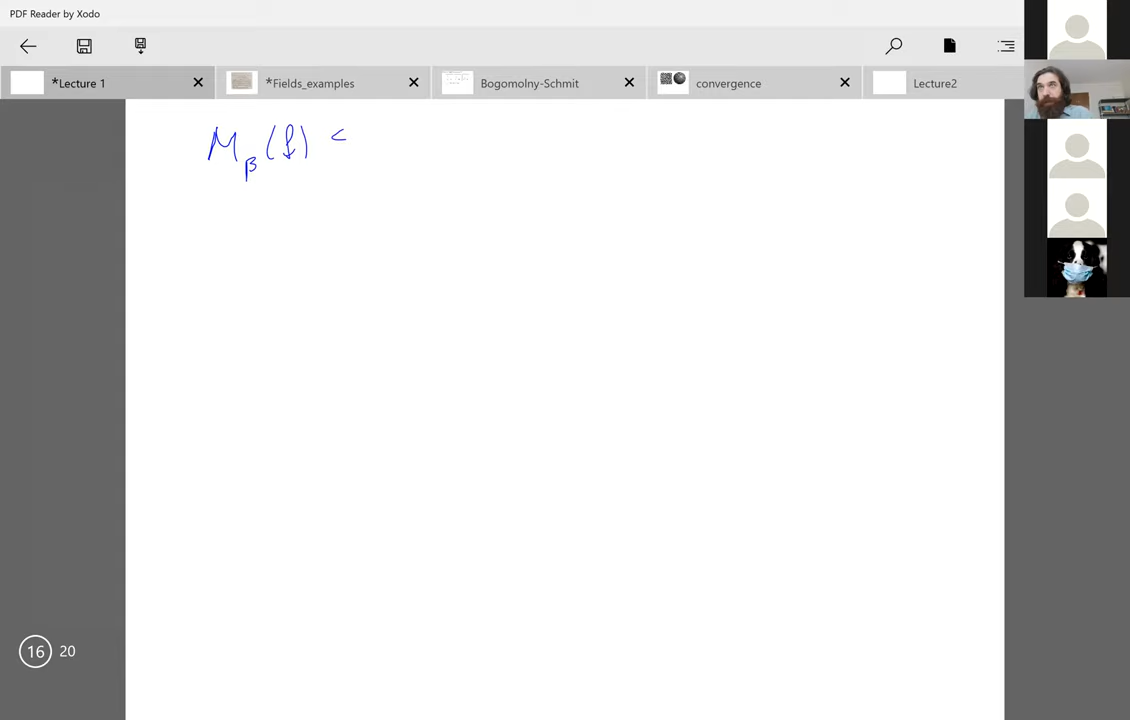 PDF Reader by Xodo
*Lecture 1
*Fields_examples
Bogomolny-Schmit
convergence
Lecture2
M_β(f)
16 20